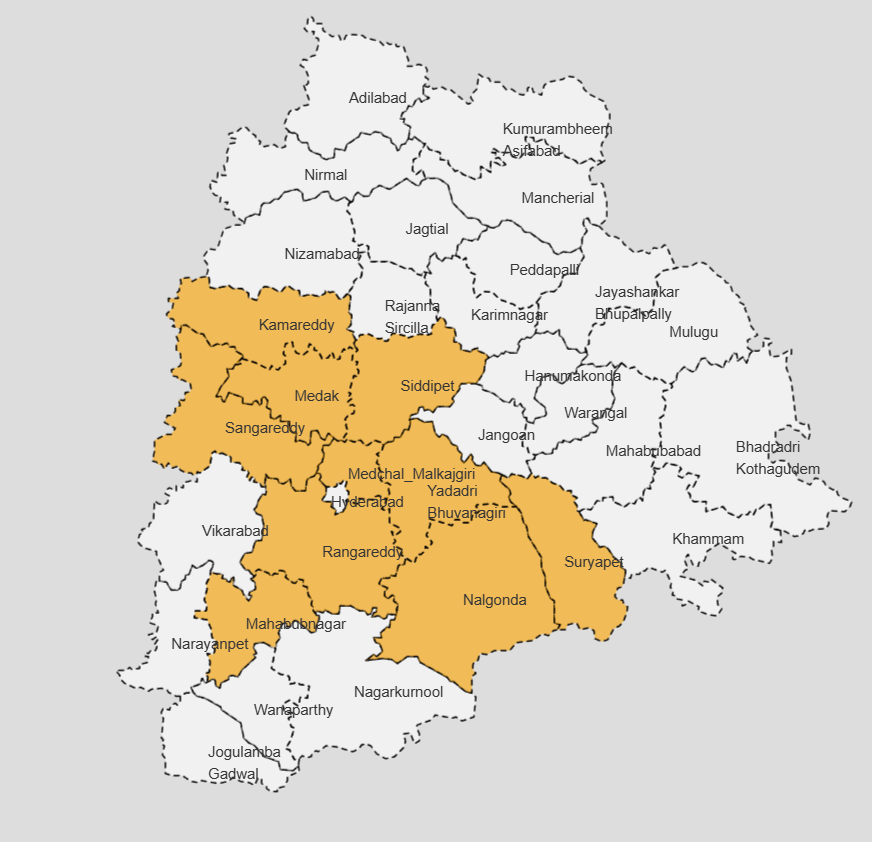 Adilabad
Kumurambheem
Asifabad
Nirmal
Mancherial
Jagtial
Nizamabad
Peddapalli
Jayashankar
Bhupalpally
Rajanna
Sircilla
Karimnagar
Kamareddy
Mulugu
Hanumakonda
Siddipet
Medak
Warangal
Sangareddy
Jangoan
Mahabubabad
Bhadradri
Kothagudem
Medchal_Malkajgiri
Yadadri
Bhuvanagiri
Hyderabad
Vikarabad
Khammam
Rangareddy
Suryapet
Nalgonda
Mahabubnagar
Narayanpet
Nagarkurnool
Wanaparthy
Jogulamba
Gadwal